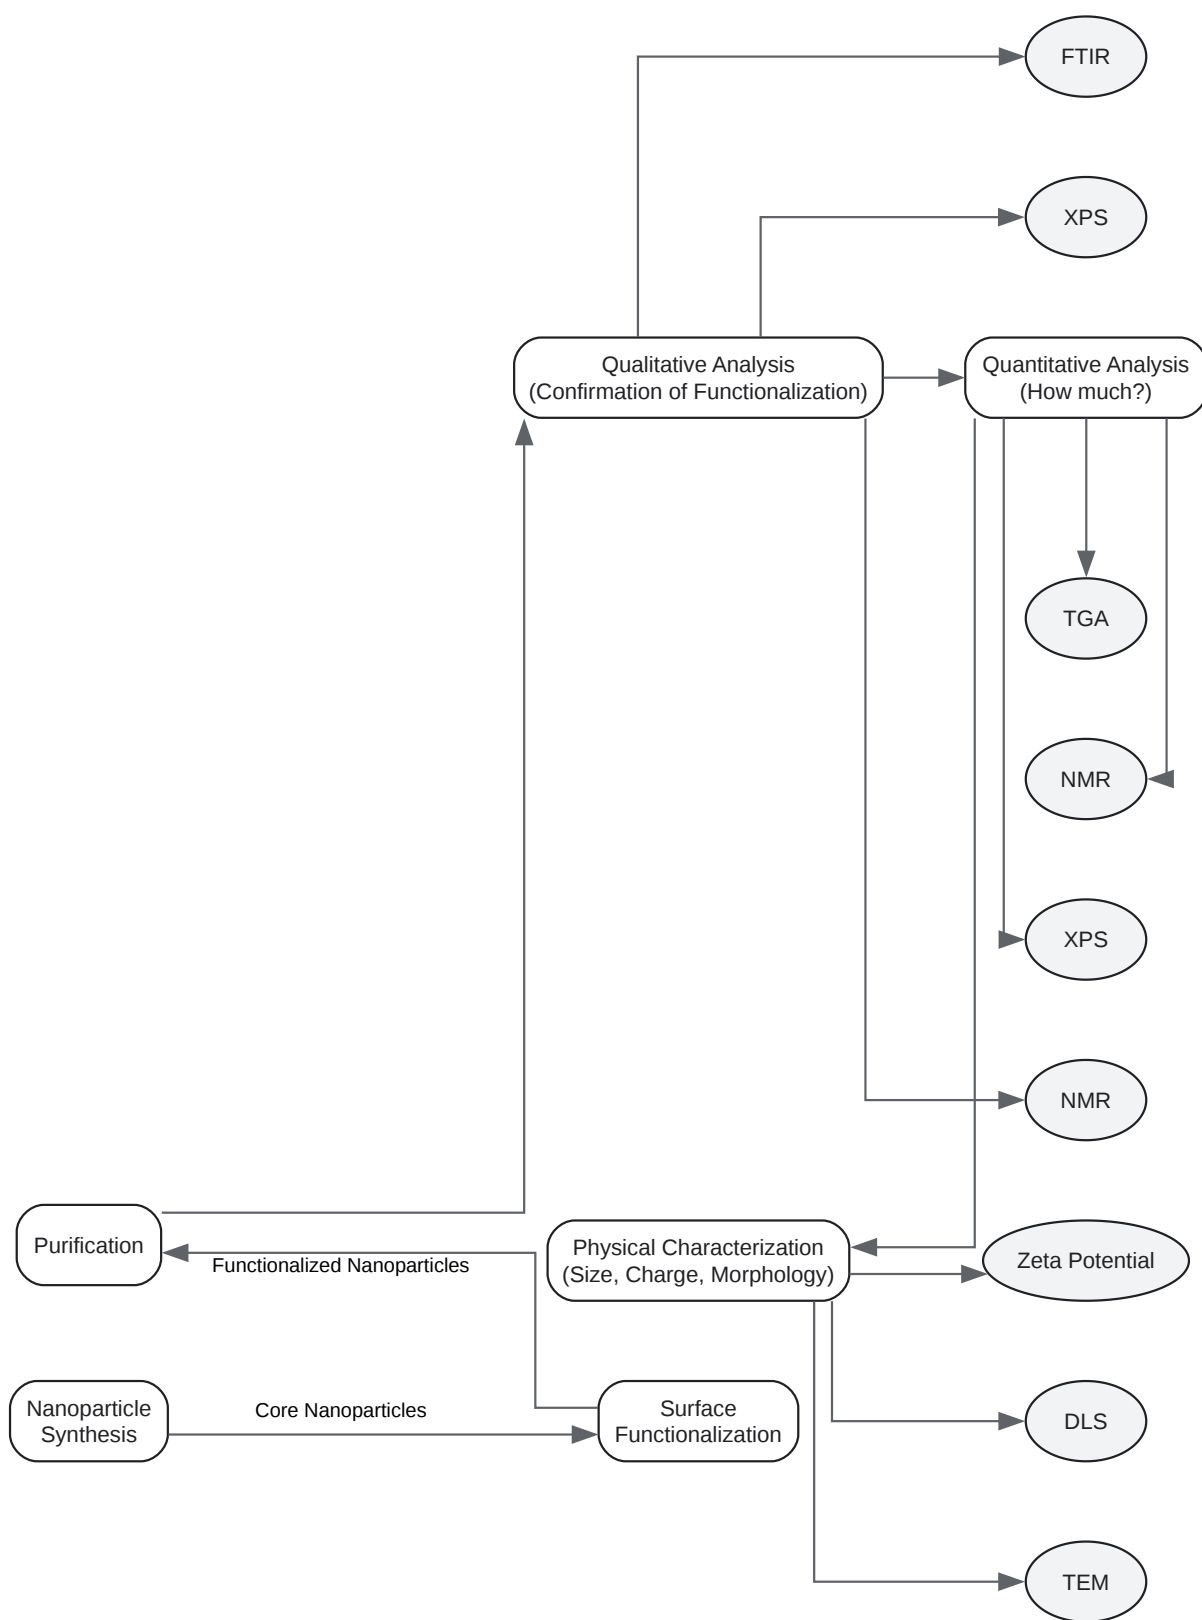 FTIR
XPS
Qualitative Analysis
(Confirmation of Functionalization)
Quantitative Analysis
(How much?)
TGA
NMR
XPS
NMR
Purification
Functionalized Nanoparticles
Physical Characterization
(Size, Charge, Morphology)
Zeta Potential
Nanoparticle
Synthesis
Core Nanoparticles
Surface
Functionalization
DLS
TEM